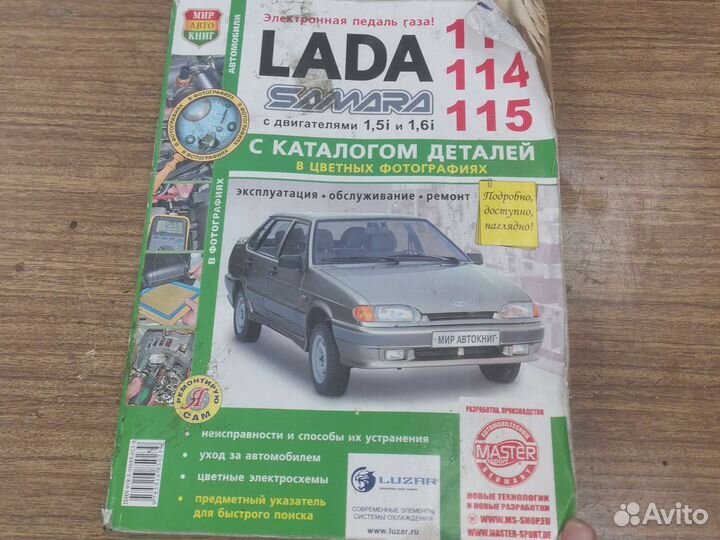 МИР
АВТО
КНИГ
АВТОМОБИЛИ
Электронная педаль газа!
LADA
114
115
SAMARA
с двигателями 1,5i и 1,6i
С КАТАЛОГОМ ДЕТАЛЕЙ
В ЦВЕТНЫХ ФОТОГРАФИЯХ
В ФОТОГРАФИЯХ
эксплуатация • обслуживание • ремонт
Подробно,
доступно,
наглядно!
В ФОТОГРАФИЯХ
МИР АВТОКНИГ
РЕМОНТИРУЮ
Я
САМ
• неисправности и способы их устранения
• уход за автомобилем
• цветные электросхемы
• предметный указатель
для быстрого поиска
LUZAR
СОВРЕМЕННЫЕ ЭЛЕМЕНТЫ
СИСТЕМЫ ОХЛАЖДЕНИЯ
www.luzar.ru
РАЗРАБОТКА, ПРОИЗВОДСТВО
AUTOMOBILTECHNIK
MASTER
sport
GERMANY
НОВЫЕ ТЕХНОЛОГИИ
И НОВЫЕ РАЗРАБОТКИ
WWW.MS-SHOP.EU
WWW.MASTER-SPORT.DE
Avito